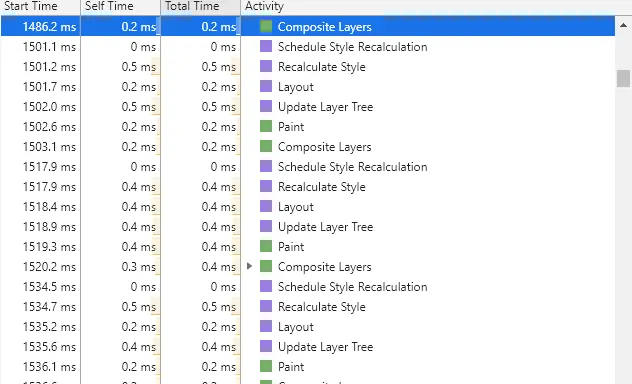 Start Time Self Time Total Time Activity
1486.2 ms 0.2 ms 0.2 ms Composite Layers
1501.1 ms 0 ms 0 ms Schedule Style Recalculation
1501.2 ms 0.5 ms 0.5 ms Recalculate Style
1501.7 ms 0.2 ms 0.2 ms Layout
1502.0 ms 0.5 ms 0.5 ms Update Layer Tree
1502.6 ms 0.2 ms 0.2 ms Paint
1503.1 ms 0.2 ms 0.2 ms Composite Layers
1517.9 ms 0 ms 0 ms Schedule Style Recalculation
1517.9 ms 0.4 ms 0.4 ms Recalculate Style
1518.4 ms 0.2 ms 0.2 ms Layout
1518.9 ms 0.4 ms 0.4 ms Update Layer Tree
1519.3 ms 0.4 ms 0.4 ms Paint
1520.2 ms 0.3 ms 0.4 ms Composite Layers
1534.5 ms 0 ms 0 ms Schedule Style Recalculation
1534.7 ms 0.5 ms 0.5 ms Recalculate Style
1535.2 ms 0.2 ms 0.2 ms Layout
1535.6 ms 0.4 ms 0.4 ms Update Layer Tree
1536.1 ms 0.2 ms 0.2 ms Paint